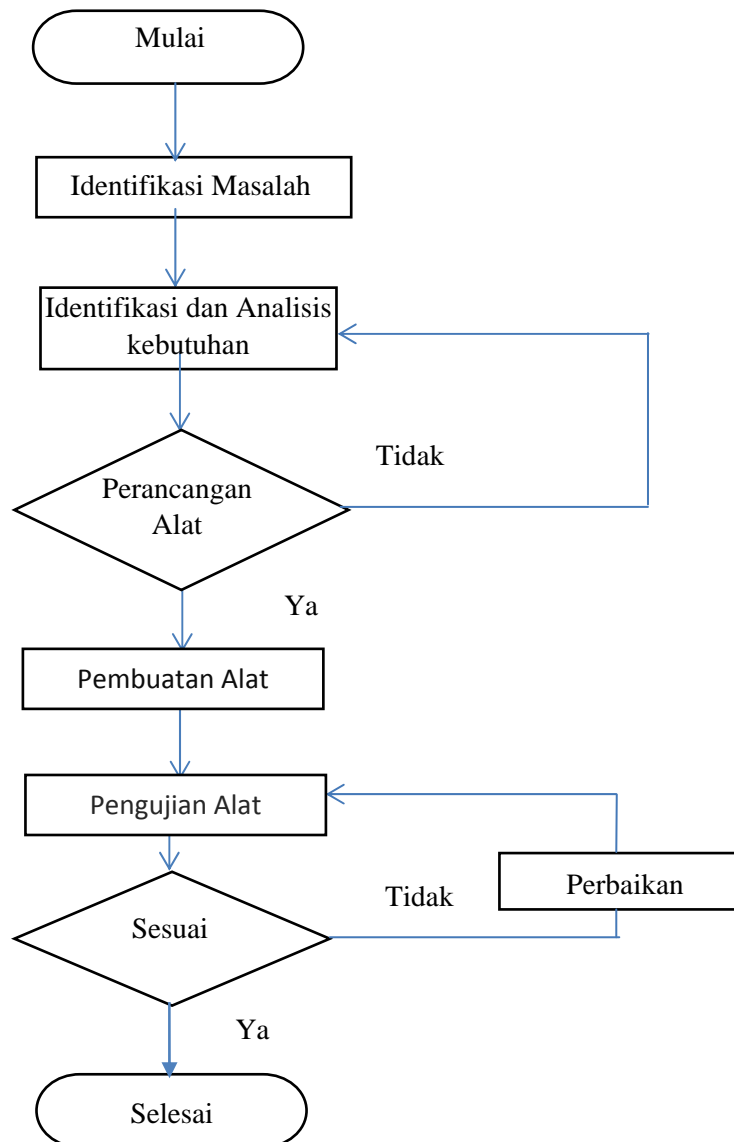 Mulai
Identifikasi Masalah
Identifikasi dan Analisis
kebutuhan
Tidak
Perancangan
Alat
Ya
Pembuatan Alat
Pengujian Alat
Tidak
Perbaikan
Sesuai
Ya
Selesai